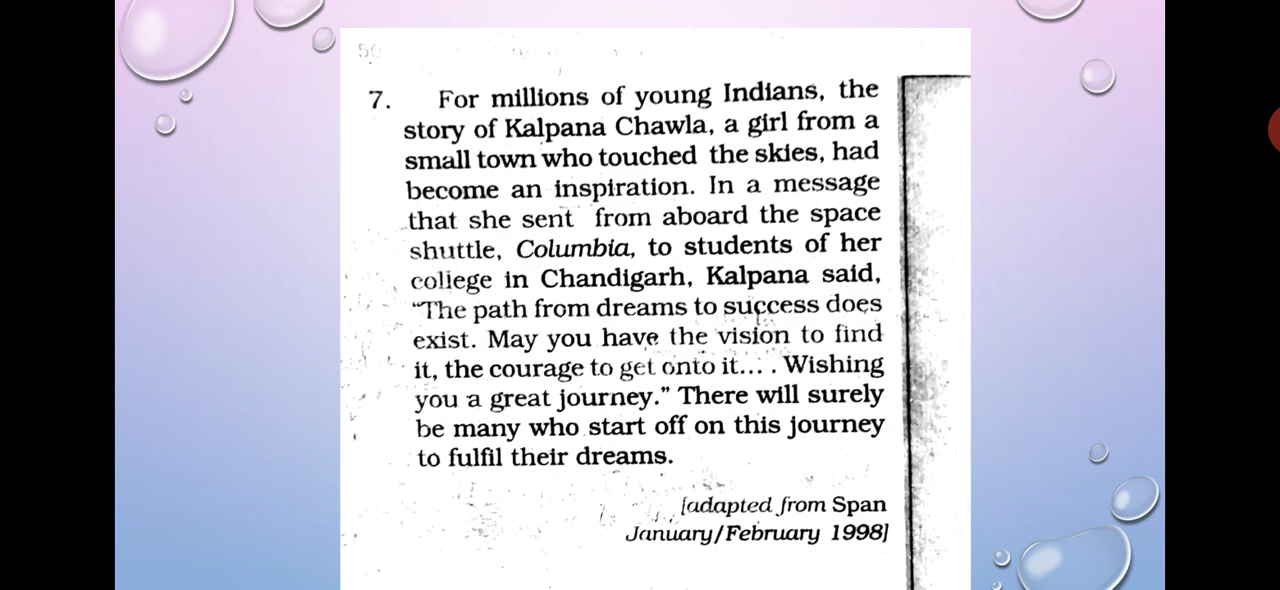 7. For millions of young Indians, the
story of Kalpana Chawla, a girl from a
small town who touched the skies, had
become an inspiration. In a message
that she sent from aboard the space
shuttle, Columbia, to students of her
college in Chandigarh, Kalpana said,
“The path from dreams to success does
exist. May you have the vision to find
it, the courage to get onto it... . Wishing
you a great journey.” There will surely
be many who start off on this journey
to fulfil their dreams.
[adapted from Span
January/February 1998]